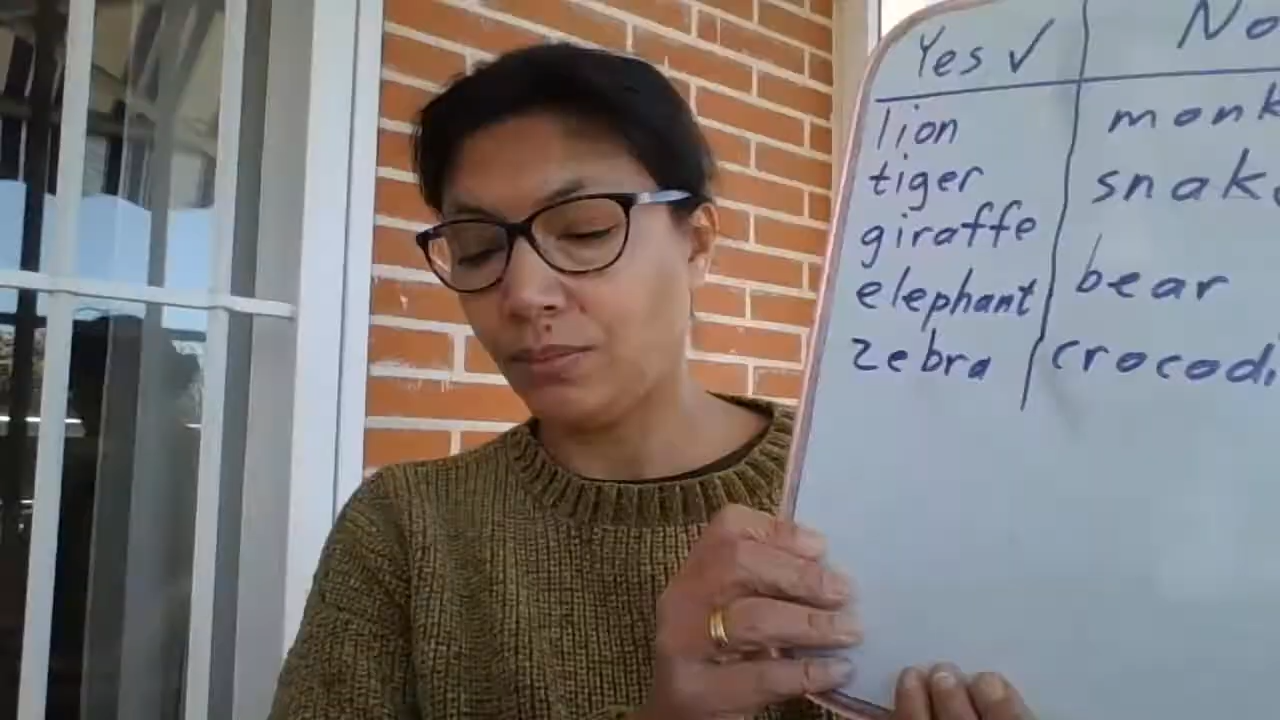 Yes ✓ No
lion monk
tiger snak
giraffe
elephant bear
zebra crocodi